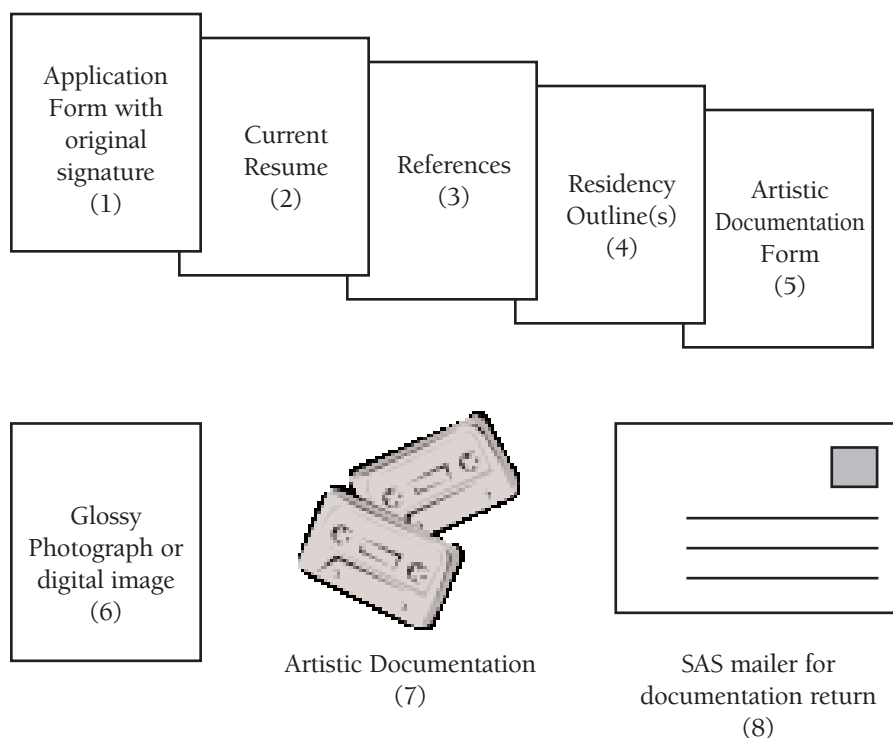 Application
Form with
original
signature
(1)
Current
Resume
(2)
References
(3)
Residency
Outline(s)
(4)
Artistic
Documentation
Form
(5)
Glossy
Photograph or
digital image
(6)
Artistic Documentation
(7)
SAS mailer for
documentation return
(8)